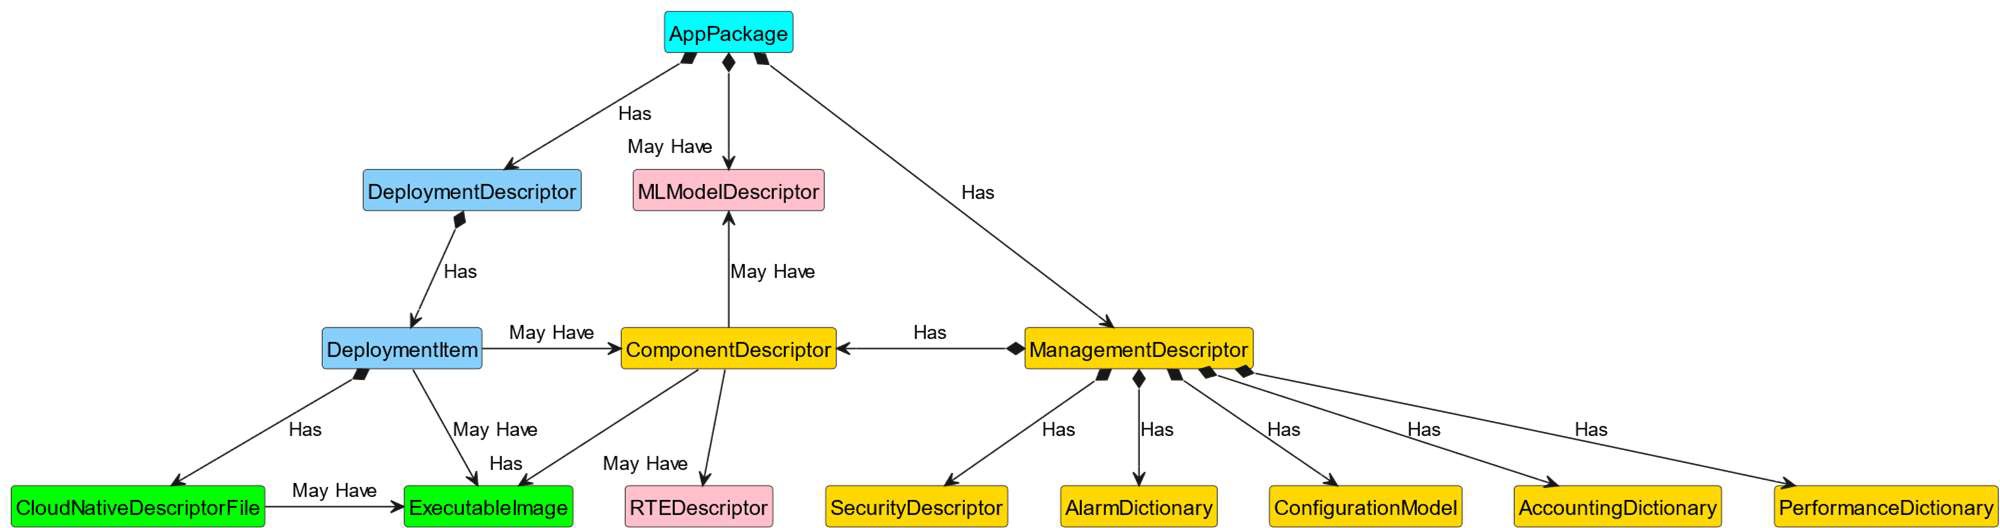 AppPackage
Has
May Have
DeploymentDescriptor
MLModelDescriptor
Has
Has
May Have
DeploymentItem
May Have
ComponentDescriptor
Has
ManagementDescriptor
Has
May Have
Has
May Have
Has
Has
Has
Has
Has
CloudNativeDescriptorFile
May Have
ExecutableImage
RTEDescriptor
SecurityDescriptor
AlarmDictionary
ConfigurationModel
AccountingDictionary
PerformanceDictionary